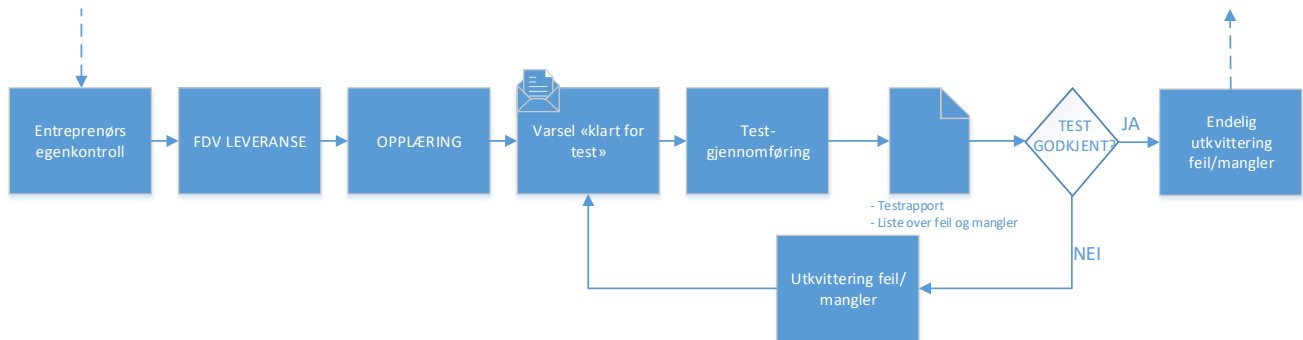 Entreprenørs
egenkontroll
FDV LEVERANSE
OPPLÆRING
Varsel «klart for
test»
Test-
gjennomføring
- Testrapport
- Liste over feil og mangler
TEST
GODKJENT?
JA
Endelig
utkvittering
feil/mangler
NEI
Utkvittering feil/
mangler